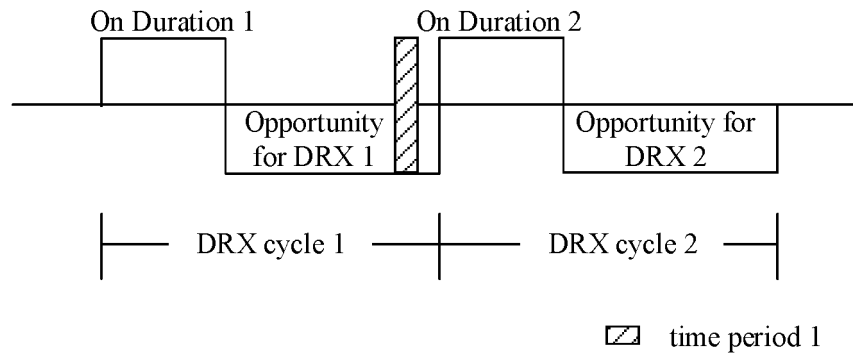 On Duration 1
On Duration 2
Opportunity
for DRX 1
Opportunity for
DRX 2
DRX cycle 1
DRX cycle 2
time period 1